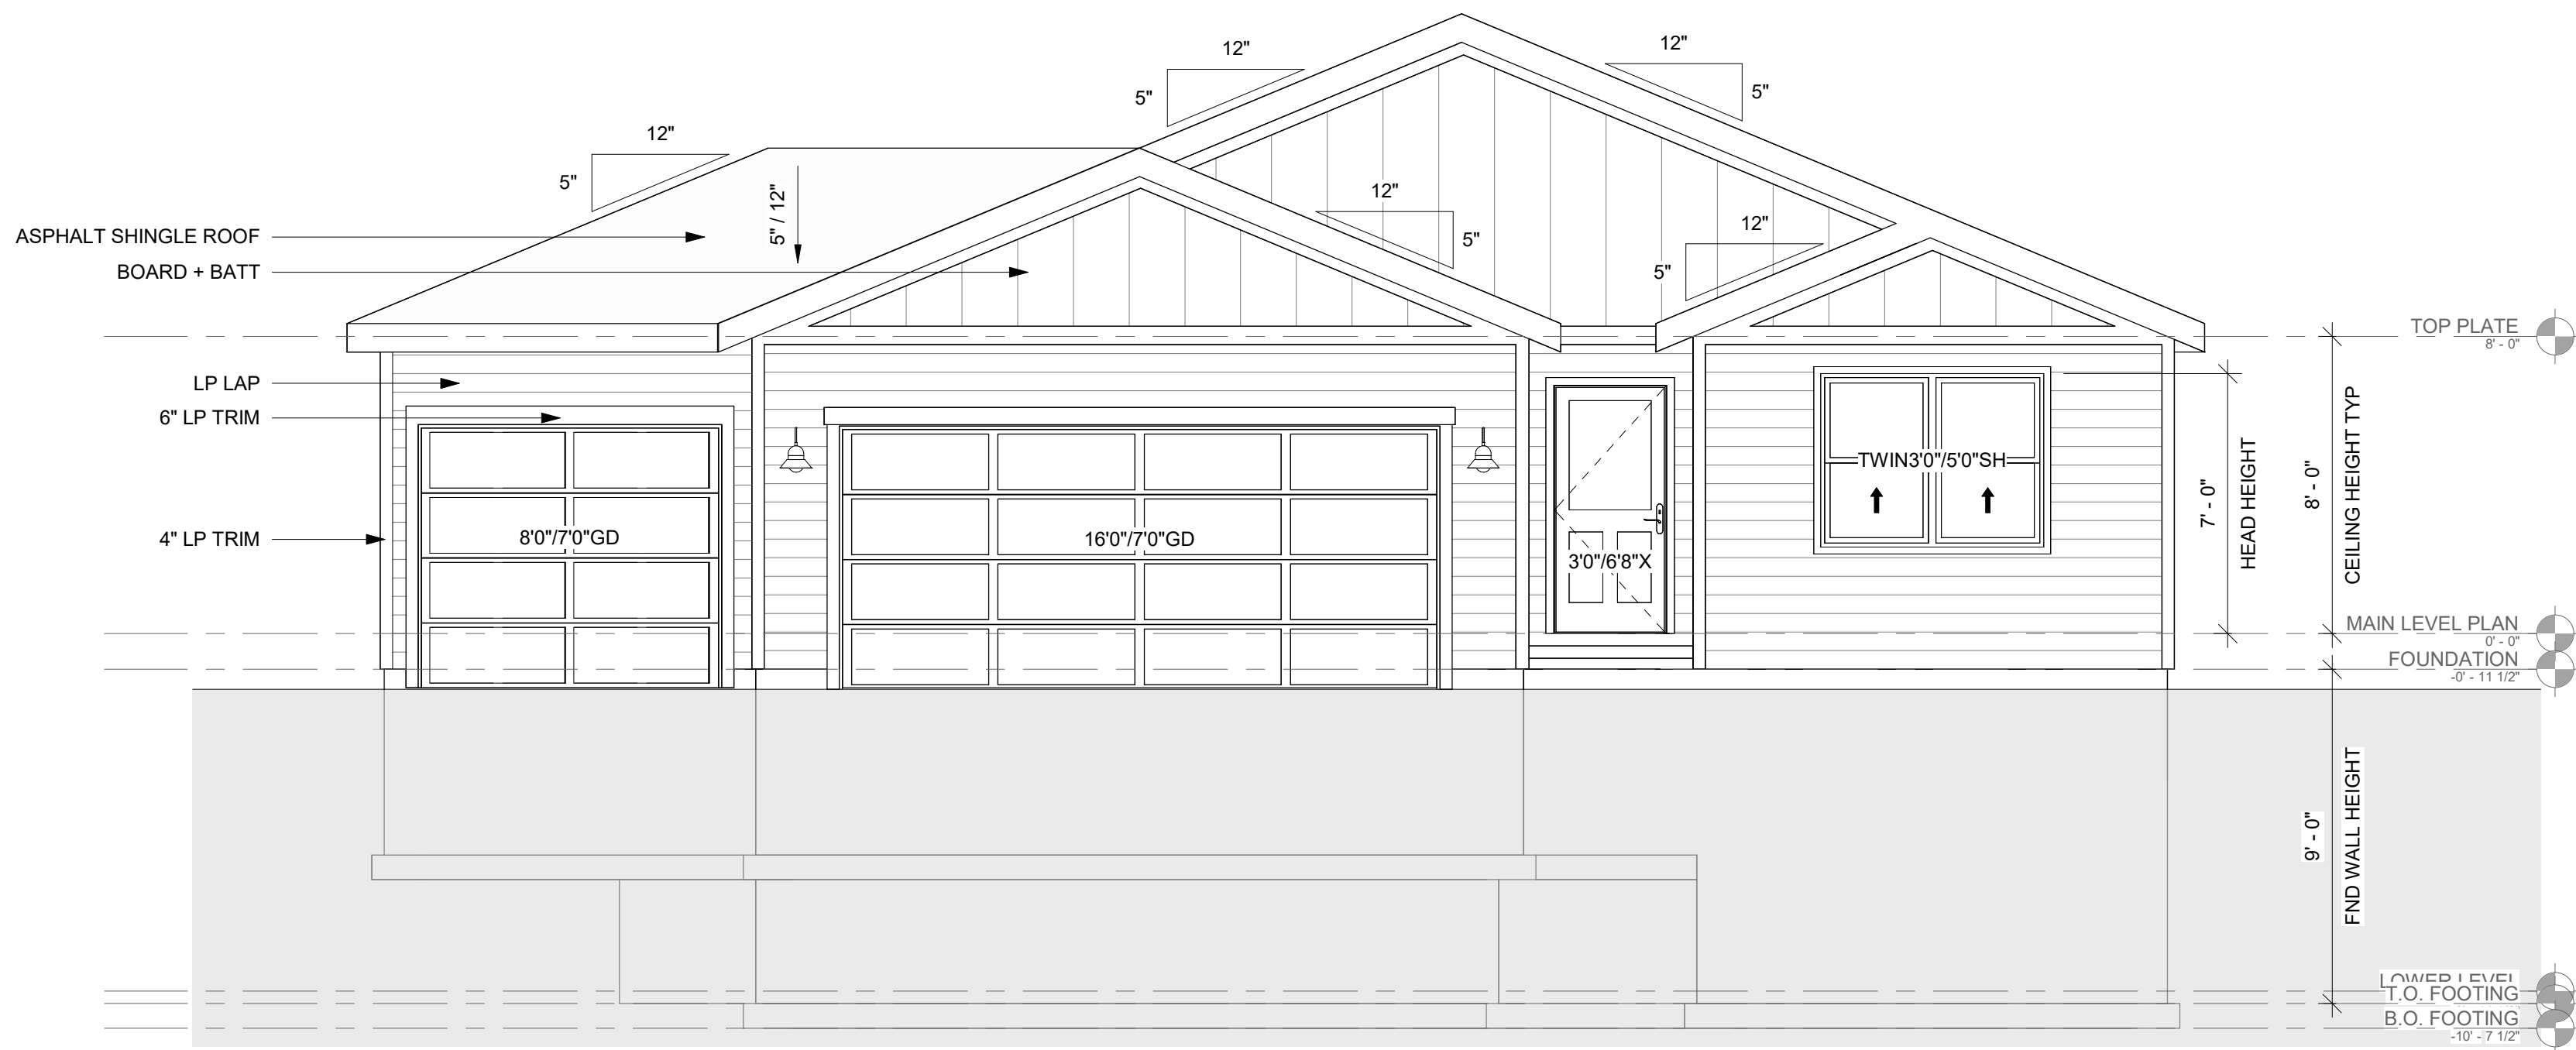 12"
5"
12"
5"
12"
5"
5" / 12"
12"
5"
12"
5"
ASPHALT SHINGLE ROOF
BOARD + BATT
LP LAP
6" LP TRIM
4" LP TRIM
8'0"/7'0"GD
16'0"/7'0"GD
3'0"/6'8"X
TWIN3'0"/5'0"SH
7' - 0"
HEAD HEIGHT
8' - 0"
CEILING HEIGHT TYP
9' - 0"
FND WALL HEIGHT
TOP PLATE
8' - 0"
MAIN LEVEL PLAN
0' - 0"
FOUNDATION
-0' - 11 1/2"
LOWER LEVEL
T.O. FOOTING
B.O. FOOTING
-10' - 7 1/2"